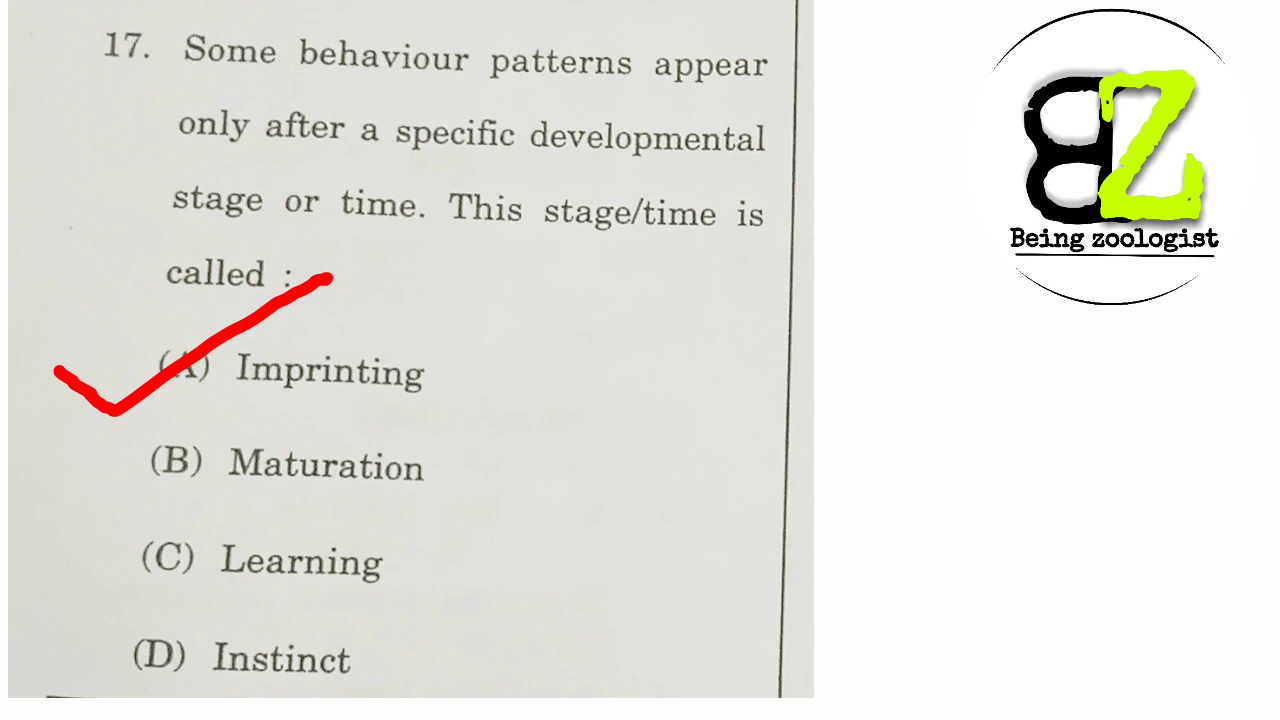 17. Some behaviour patterns appear
only after a specific developmental
stage or time. This stage/time is
called :
(A) Imprinting
(B) Maturation
(C) Learning
(D) Instinct
BZ
Being zoologist